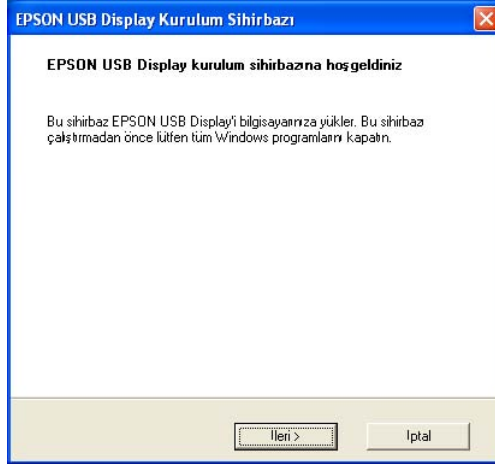 EPSON USB Display Kurulum Sihirbazı
EPSON USB Display kurulum sihirbazına hoşgeldiniz
Bu sihirbaz EPSON USB Display'i bilgisayarınıza yükler. Bu sihirbazı
çalıştırmadan önce lütfen tüm Windows programlarını kapatın.
İleri >
İptal